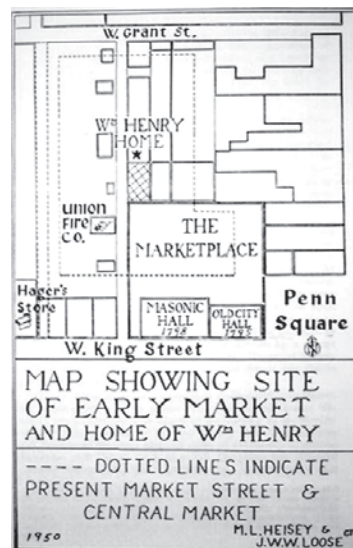 W. GRANT ST.
Wᵐ HENRY
HOME
UNION
FIRE
CO.
THE
MARKETPLACE
Hager's
Store
MASONIC
HALL
1798
OLD CITY
HALL
1795
Penn
Square
N
W. KING STREET
MAP SHOWING SITE
OF EARLY MARKET
AND HOME OF Wᵐ HENRY
---- DOTTED LINES INDICATE
PRESENT MARKET STREET &
CENTRAL MARKET
1950
M.L. HEISEY &
J.W.W. LOOSE